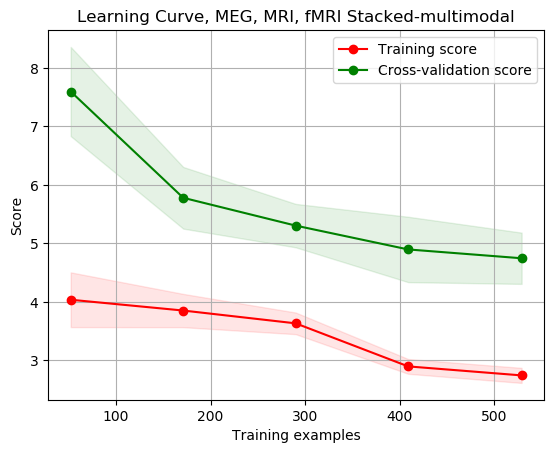 Learning Curve, MEG, MRI, fMRI Stacked-multimodal
Training score
Cross-validation score
Score
8
7
6
5
4
3
100 200 300 400 500
Training examples